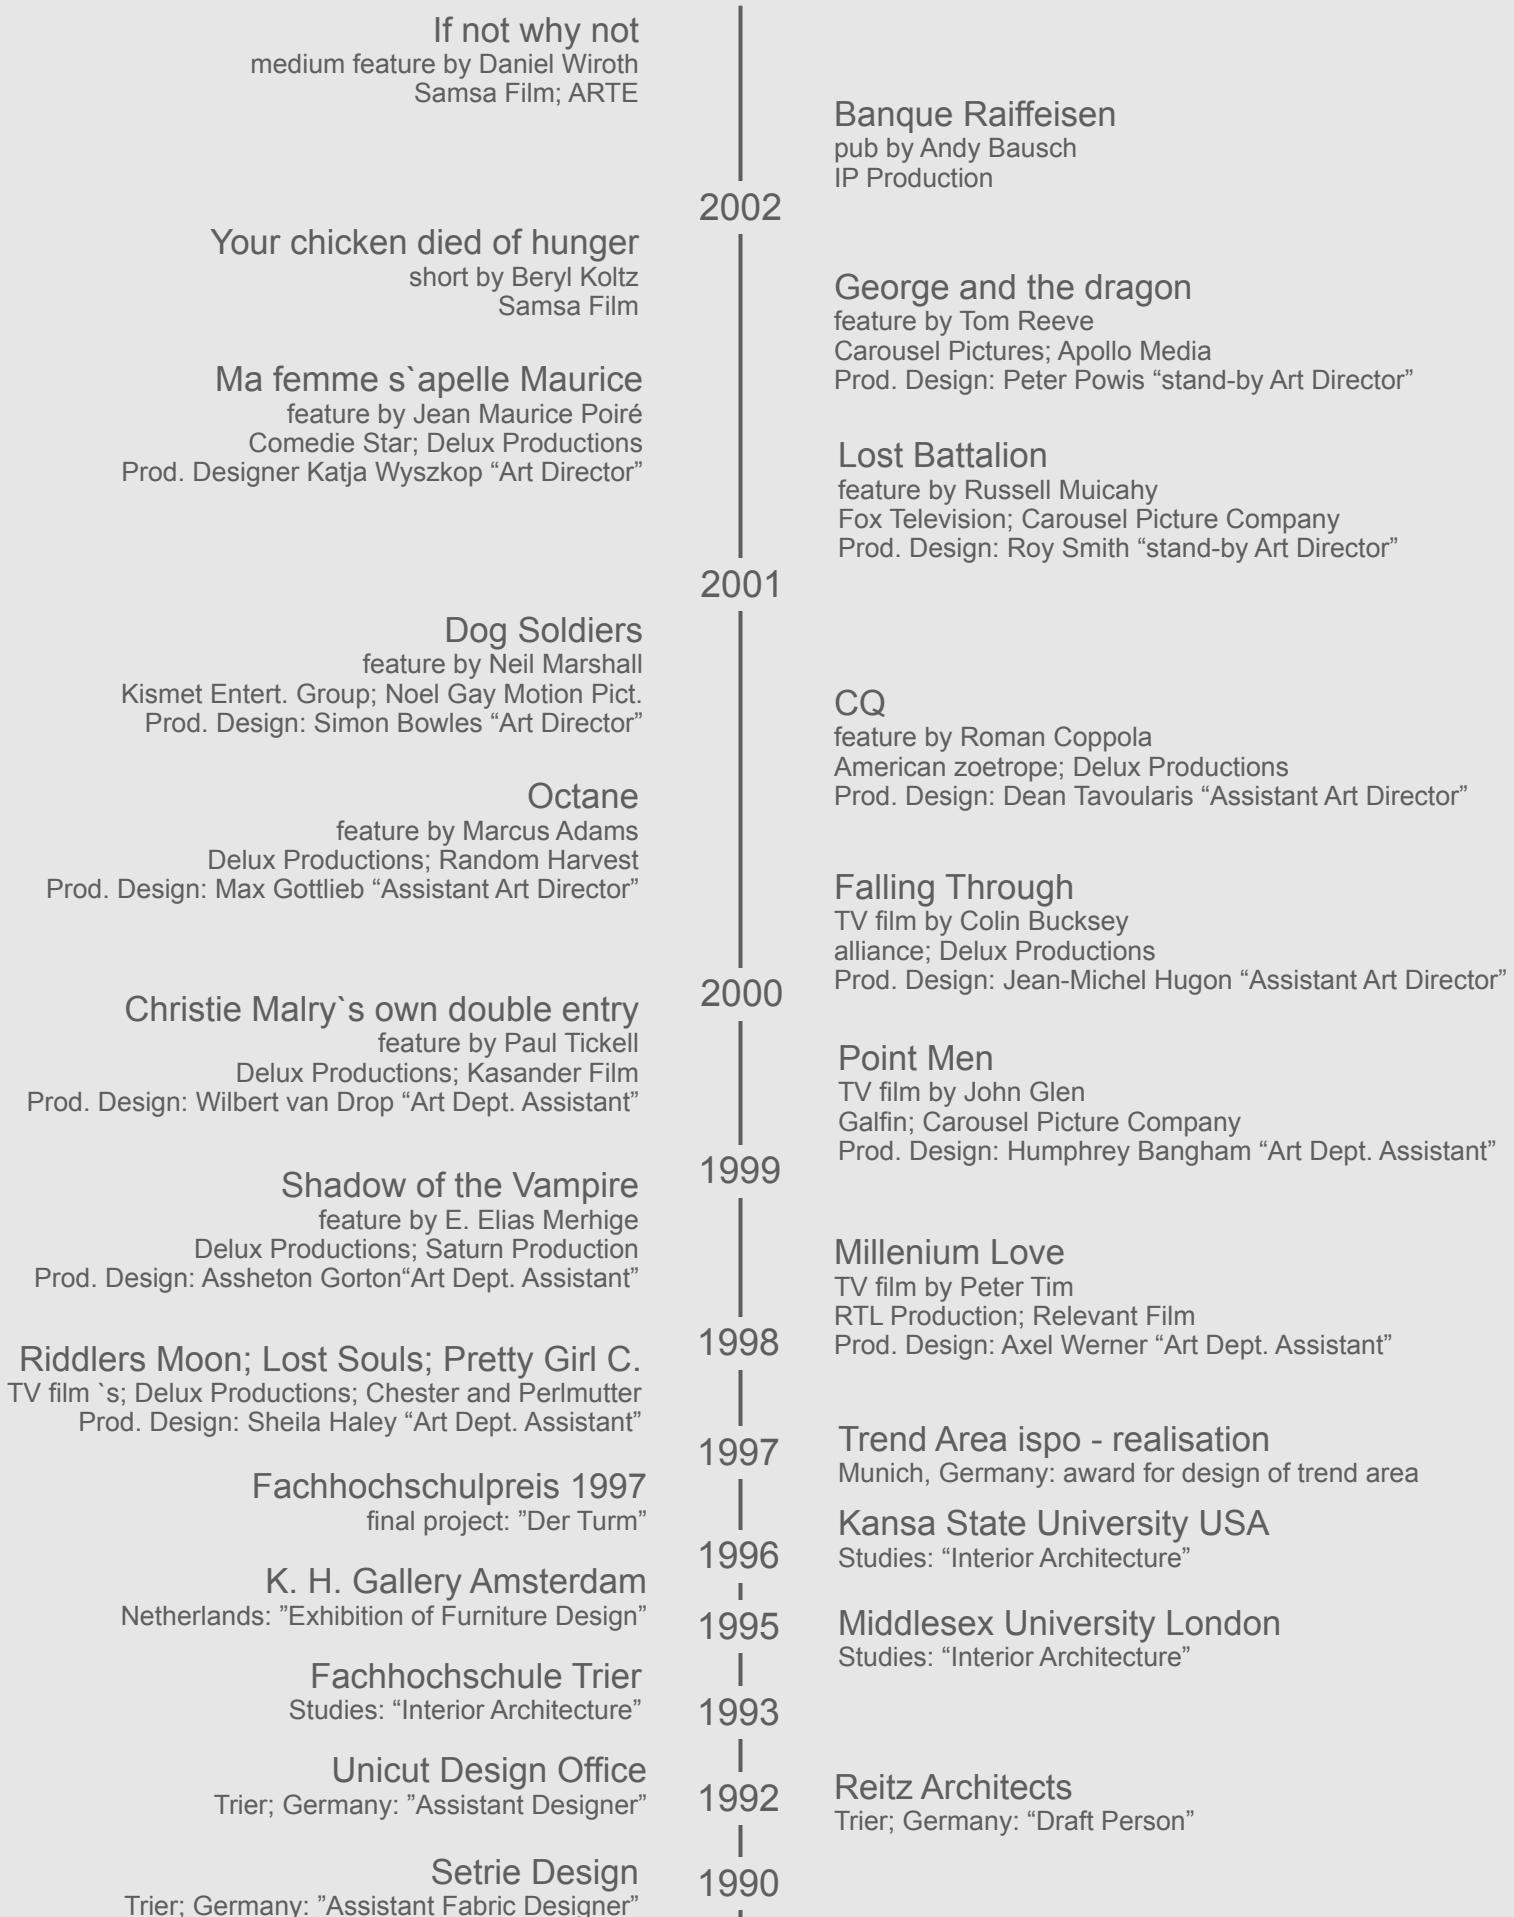 If not why not
medium feature by Daniel Wiroth
Samsa Film; ARTE
Banque Raiffeisen
pub by Andy Bausch
IP Production
2002
Your chicken died of hunger
short by Beryl Koltz
Samsa Film
George and the dragon
feature by Tom Reeve
Carousel Pictures; Apollo Media
Prod. Design: Peter Powis “stand-by Art Director”
Ma femme s`apelle Maurice
feature by Jean Maurice Poiré
Comedie Star; Delux Productions
Prod. Designer Katja Wyszkop “Art Director”
Lost Battalion
feature by Russell Muicahy
Fox Television; Carousel Picture Company
Prod. Design: Roy Smith “stand-by Art Director”
2001
Dog Soldiers
feature by Neil Marshall
Kismet Entert. Group; Noel Gay Motion Pict.
Prod. Design: Simon Bowles “Art Director”
CQ
feature by Roman Coppola
American zoetrope; Delux Productions
Prod. Design: Dean Tavoularis “Assistant Art Director”
Octane
feature by Marcus Adams
Delux Productions; Random Harvest
Prod. Design: Max Gottlieb “Assistant Art Director”
Falling Through
TV film by Colin Bucksey
alliance; Delux Productions
Prod. Design: Jean-Michel Hugon “Assistant Art Director”
2000
Christie Malry`s own double entry
feature by Paul Tickell
Delux Productions; Kasander Film
Prod. Design: Wilbert van Drop “Art Dept. Assistant”
Point Men
TV film by John Glen
Galfin; Carousel Picture Company
Prod. Design: Humphrey Bangham “Art Dept. Assistant”
1999
Shadow of the Vampire
feature by E. Elias Merhige
Delux Productions; Saturn Production
Prod. Design: Assheton Gorton“Art Dept. Assistant”
Millenium Love
TV film by Peter Tim
RTL Production; Relevant Film
Prod. Design: Axel Werner “Art Dept. Assistant”
1998
Riddlers Moon; Lost Souls; Pretty Girl C.
TV film `s; Delux Productions; Chester and Perlmutter
Prod. Design: Sheila Haley “Art Dept. Assistant”
1997
Trend Area ispo - realisation
Munich, Germany: award for design of trend area
Fachhochschulpreis 1997
final project: ”Der Turm”
Kansa State University USA
Studies: “Interior Architecture”
1996
K. H. Gallery Amsterdam
Netherlands: ”Exhibition of Furniture Design”
1995
Middlesex University London
Studies: “Interior Architecture”
Fachhochschule Trier
Studies: “Interior Architecture”
1993
Unicut Design Office
Trier; Germany: ”Assistant Designer”
1992
Reitz Architects
Trier; Germany: “Draft Person”
Setrie Design
Trier; Germany: ”Assistant Fabric Designer”
1990